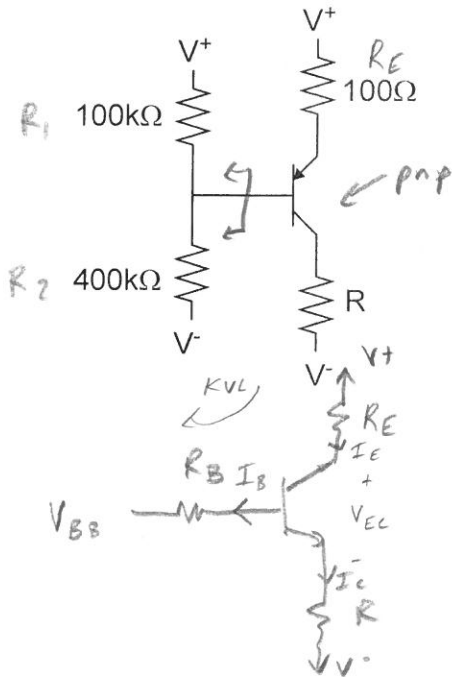 V+ V+
R1 100kΩ RE 100Ω
pnp
R2 400kΩ R
V- V-
KVL V+
RE
RB IB IE
+
VBB VEC
-
IC
R
V-